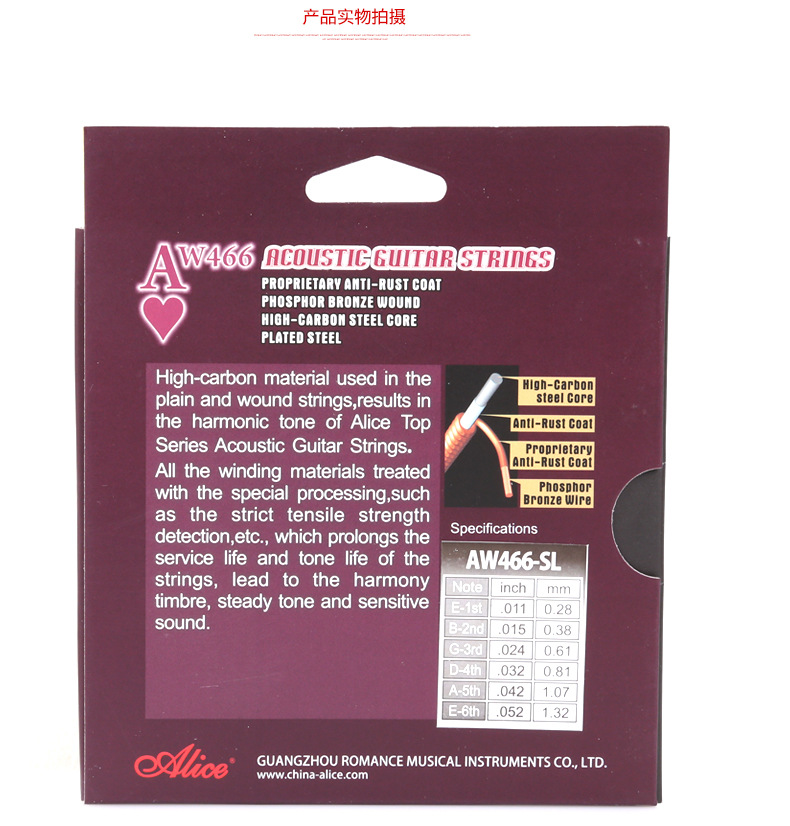 产品实物拍摄
AW466 ACOUSTIC GUITAR STRINGS
PROPRIETARY ANTI-RUST COAT
PHOSPHOR BRONZE WOUND
HIGH-CARBON STEEL CORE
PLATED STEEL
High-carbon material used in the
plain and wound strings,results in
the harmonic tone of Alice Top
Series Acoustic Guitar Strings.
All the winding materials treated
with the special processing,such
as the strict tensile strength
detection,etc., which prolongs the
service life and tone life of the
strings, lead to the harmony
timbre, steady tone and sensitive
sound.
High-Carbon
steel Core
Anti-Rust Coat
Proprietary
Anti-Rust Coat
Phosphor
Bronze Wire
Specifications
AW466-SL
Note inch mm
E-1st .011 0.28
B-2nd .015 0.38
G-3rd .024 0.61
D-4th .032 0.81
A-5th .042 1.07
E-6th .052 1.32
Alice®
GUANGZHOU ROMANCE MUSICAL INSTRUMENTS CO., LTD.
www.china-alice.com